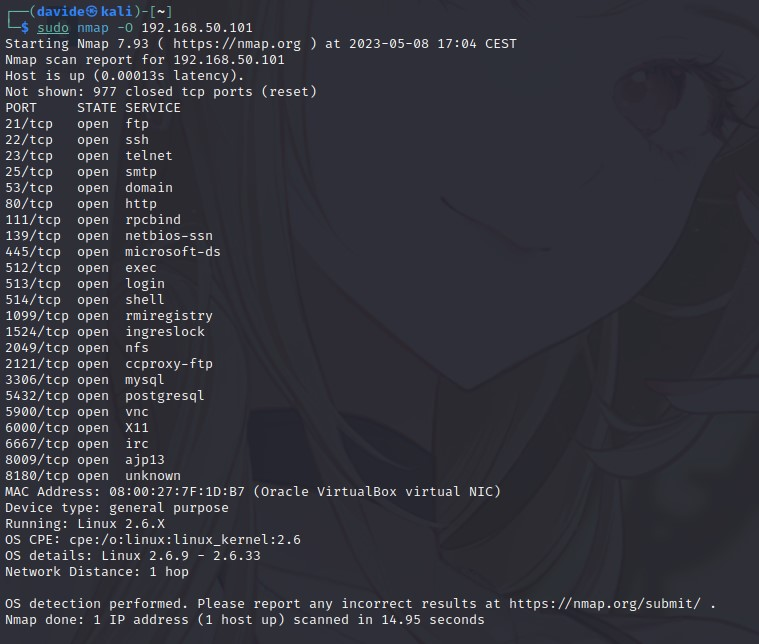 ┌──(davide㉿kali)-[~]
└─$ sudo nmap -O 192.168.50.101
Starting Nmap 7.93 ( https://nmap.org ) at 2023-05-08 17:04 CEST
Nmap scan report for 192.168.50.101
Host is up (0.00013s latency).
Not shown: 977 closed tcp ports (reset)
PORT     STATE SERVICE
21/tcp   open  ftp
22/tcp   open  ssh
23/tcp   open  telnet
25/tcp   open  smtp
53/tcp   open  domain
80/tcp   open  http
111/tcp  open  rpcbind
139/tcp  open  netbios-ssn
445/tcp  open  microsoft-ds
512/tcp  open  exec
513/tcp  open  login
514/tcp  open  shell
1099/tcp open  rmiregistry
1524/tcp open  ingreslock
2049/tcp open  nfs
2121/tcp open  ccproxy-ftp
3306/tcp open  mysql
5432/tcp open  postgresql
5900/tcp open  vnc
6000/tcp open  X11
6667/tcp open  irc
8009/tcp open  ajp13
8180/tcp open  unknown
MAC Address: 08:00:27:7F:1D:B7 (Oracle VirtualBox virtual NIC)
Device type: general purpose
Running: Linux 2.6.X
OS CPE: cpe:/o:linux:linux_kernel:2.6
OS details: Linux 2.6.9 - 2.6.33
Network Distance: 1 hop

OS detection performed. Please report any incorrect results at https://nmap.org/submit/ .
Nmap done: 1 IP address (1 host up) scanned in 14.95 seconds